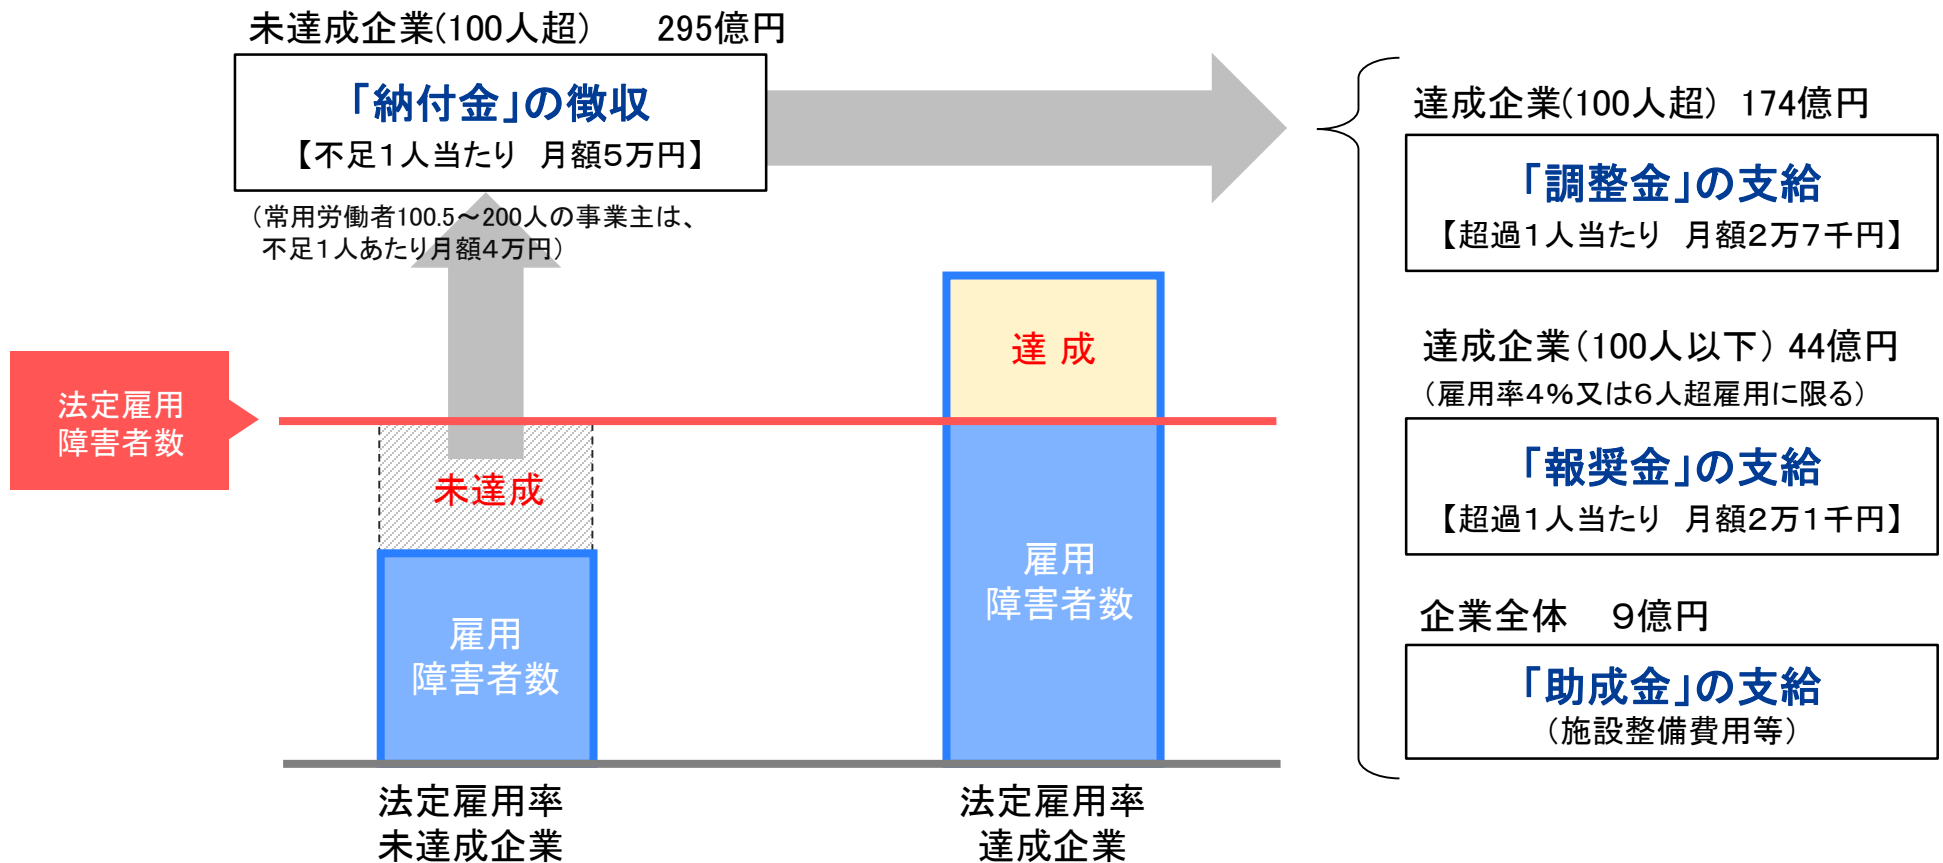 未達成企業(100人超)　295億円
「納付金」の徴収
【不足1人当たり　月額5万円】
（常用労働者100.5～200人の事業主は、
不足1人あたり月額4万円）
達成企業(100人超) 174億円
「調整金」の支給
【超過1人当たり　月額2万7千円】
達成企業（100人以下）44億円
（雇用率4%又は6人超雇用に限る）
「報奨金」の支給
【超過1人当たり　月額2万1千円】
企業全体　9億円
「助成金」の支給
（施設整備費用等）
法定雇用
障害者数
未達成
雇用
障害者数
達 成
雇用
障害者数
法定雇用率
未達成企業
法定雇用率
達成企業